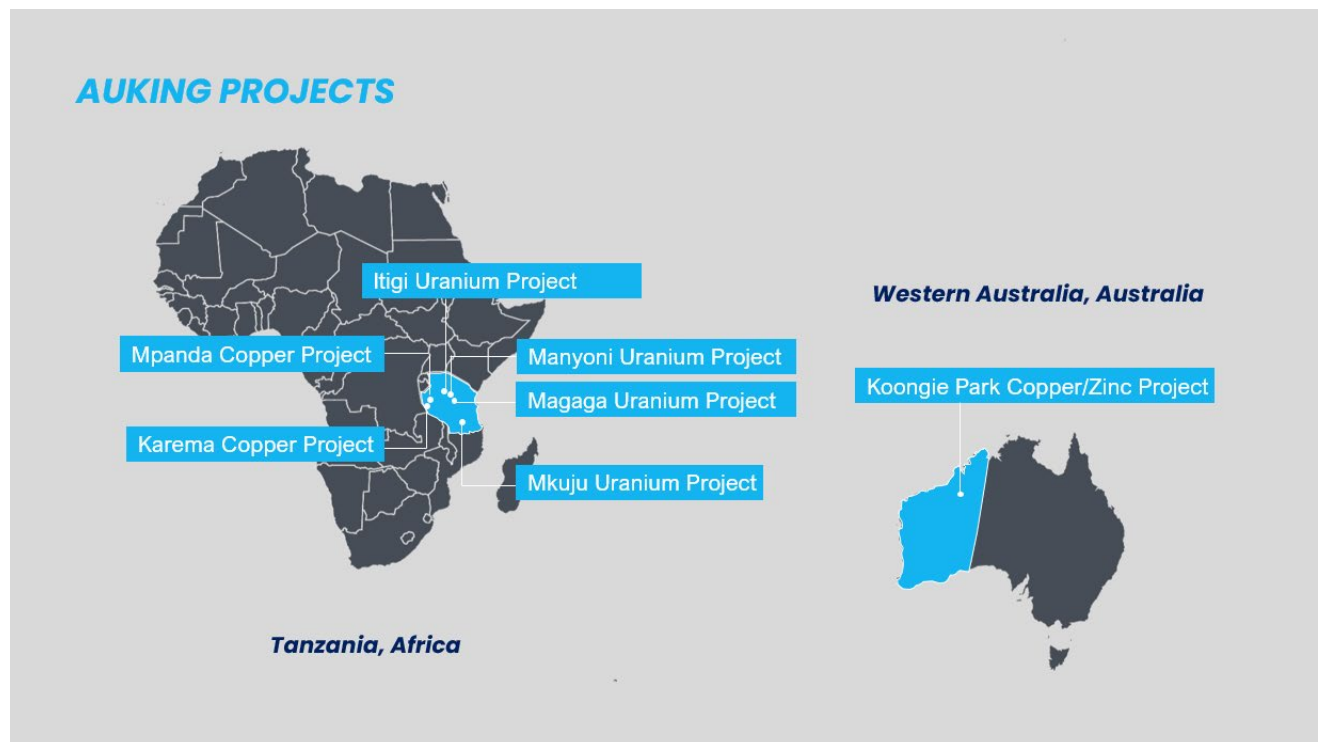 AUKING PROJECTS
Itigi Uranium Project
Mpanda Copper Project
Manyoni Uranium Project
Magaga Uranium Project
Karema Copper Project
Mkuju Uranium Project
Tanzania, Africa
Western Australia, Australia
Koongie Park Copper/Zinc Project